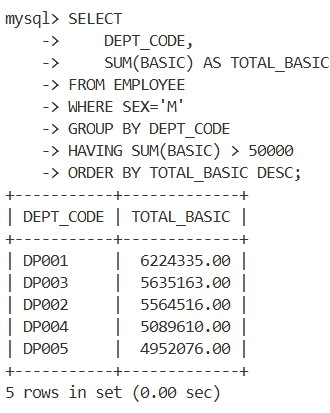 mysql> SELECT
    ->     DEPT_CODE,
    ->     SUM(BASIC) AS TOTAL_BASIC
    -> FROM EMPLOYEE
    -> WHERE SEX='M'
    -> GROUP BY DEPT_CODE
    -> HAVING SUM(BASIC) > 50000
    -> ORDER BY TOTAL_BASIC DESC;
+-----------+-------------+
| DEPT_CODE | TOTAL_BASIC |
+-----------+-------------+
| DP001     |  6224335.00 |
| DP003     |  5635163.00 |
| DP002     |  5564516.00 |
| DP004     |  5089610.00 |
| DP005     |  4952076.00 |
+-----------+-------------+
5 rows in set (0.00 sec)